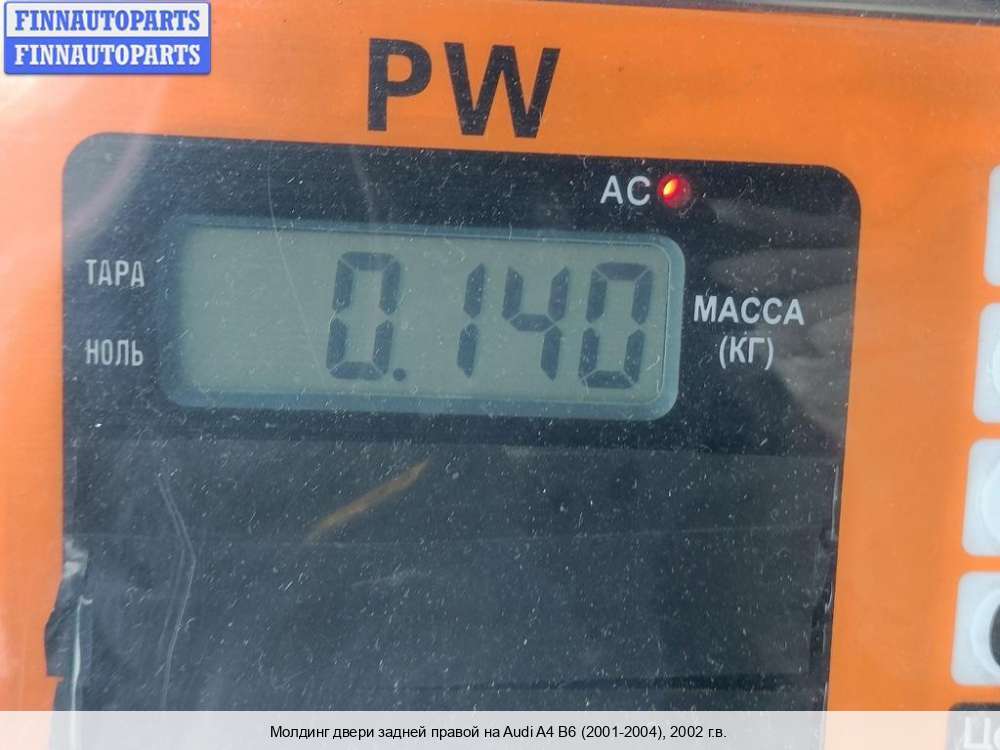 FINNAUTOPARTS
FINNAUTOPARTS
PW
AC
ТАРА
0.140
МАССА
(КГ)
НОЛЬ
Молдинг двери задней правой на Audi A4 B6 (2001-2004), 2002 г.в.